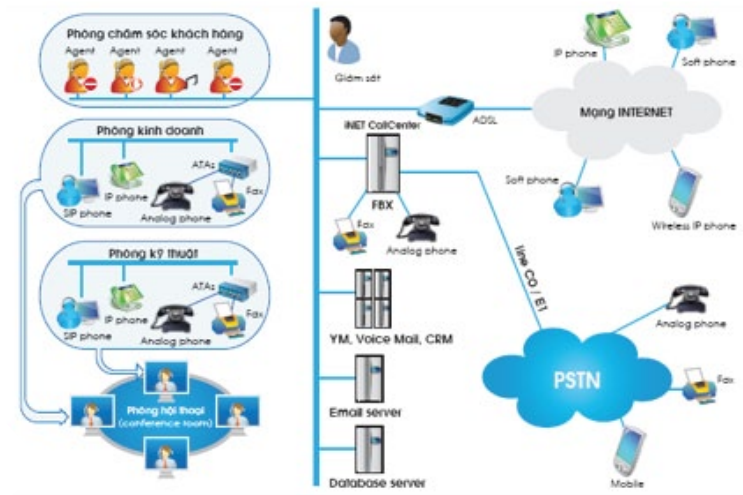 Phòng chăm sóc khách hàng
Agent Agent Agent Agent
Giám sát
IP phone
Soft phone
Mạng INTERNET
ADSL
iNET CallCenter
Phòng kinh doanh
ATAs
SIP phone
IP phone
Analog phone
Fax
FBX
Fax
Analog phone
Soft phone
Wireless IP phone
line CO / E1
Phòng kỹ thuật
ATAs
SIP phone
IP phone
Analog phone
Fax
YM, Voice Mail, CRM
Analog phone
PSTN
Fax
Phòng hội thoại
(conference room)
Email server
Mobile
Database server